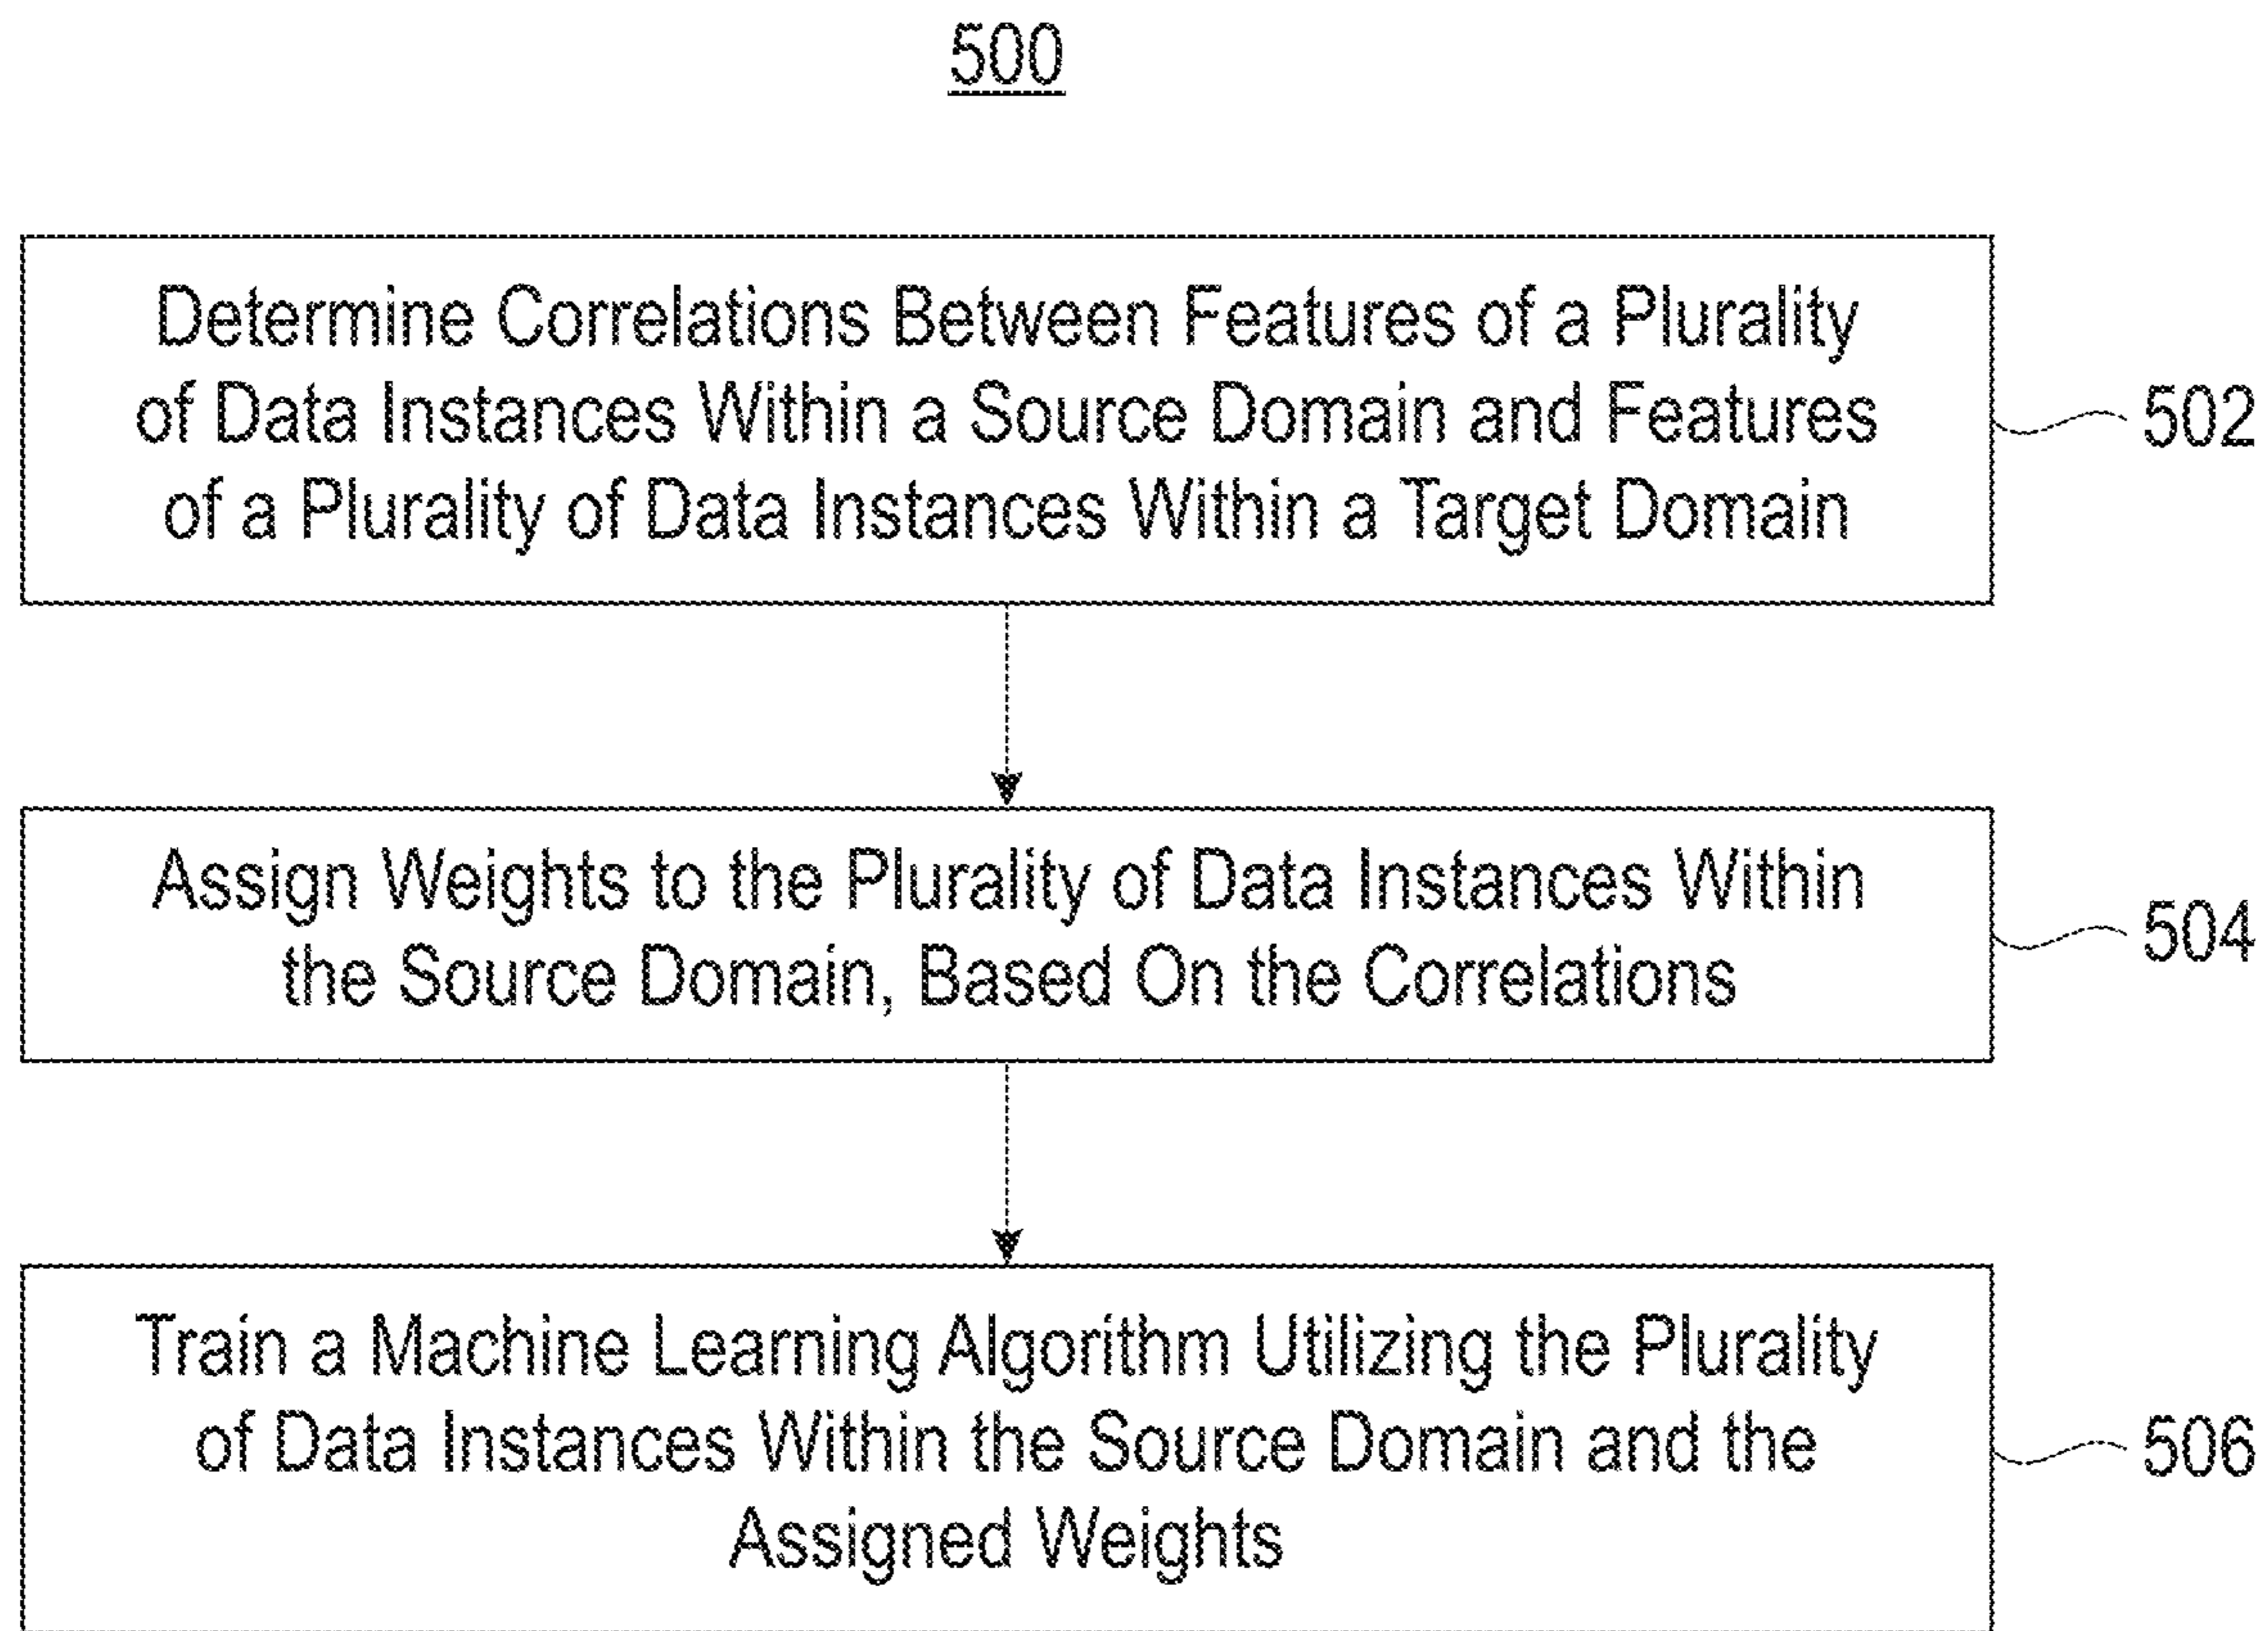 500
Determine Correlations Between Features of a Plurality
of Data Instances Within a Source Domain and Features
of a Plurality of Data Instances Within a Target Domain
502
Assign Weights to the Plurality of Data Instances Within
the Source Domain, Based On the Correlations
504
Train a Machine Learning Algorithm Utilizing the Plurality
of Data Instances Within the Source Domain and the
Assigned Weights
506